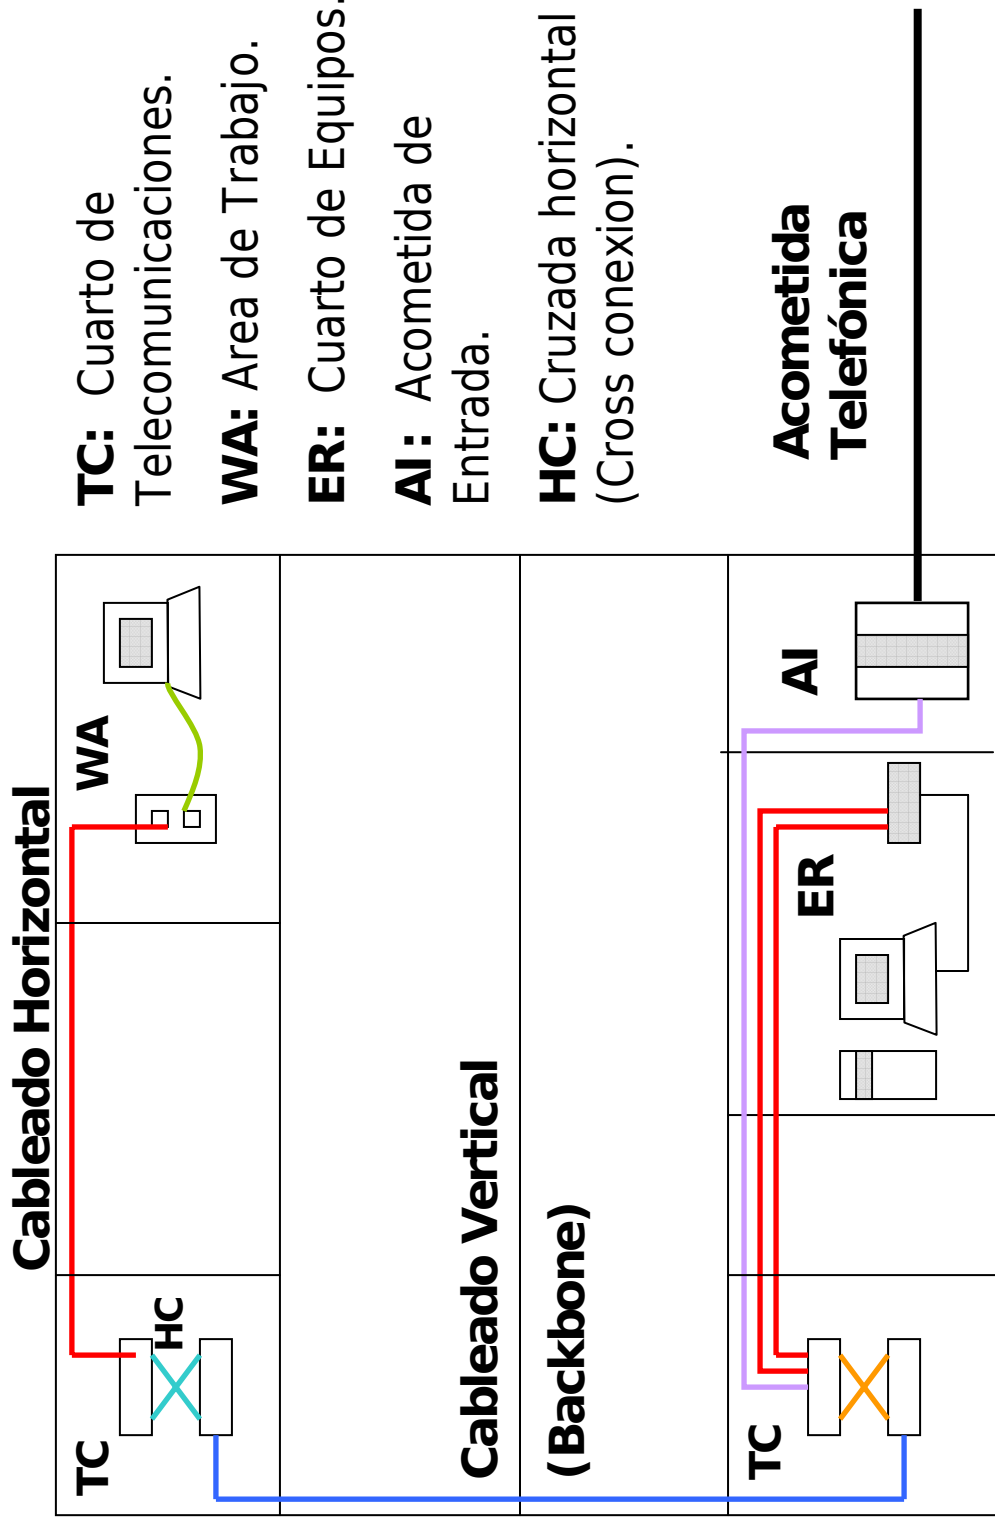 Cableado Horizontal
TC
HC
WA
Cableado Vertical
(Backbone)
TC
ER
AI
TC: Cuarto de
Telecomunicaciones.
WA: Area de Trabajo.
ER: Cuarto de Equipos.
AI : Acometida de
Entrada.
HC: Cruzada horizontal
(Cross conexion).
Acometida
Telefónica